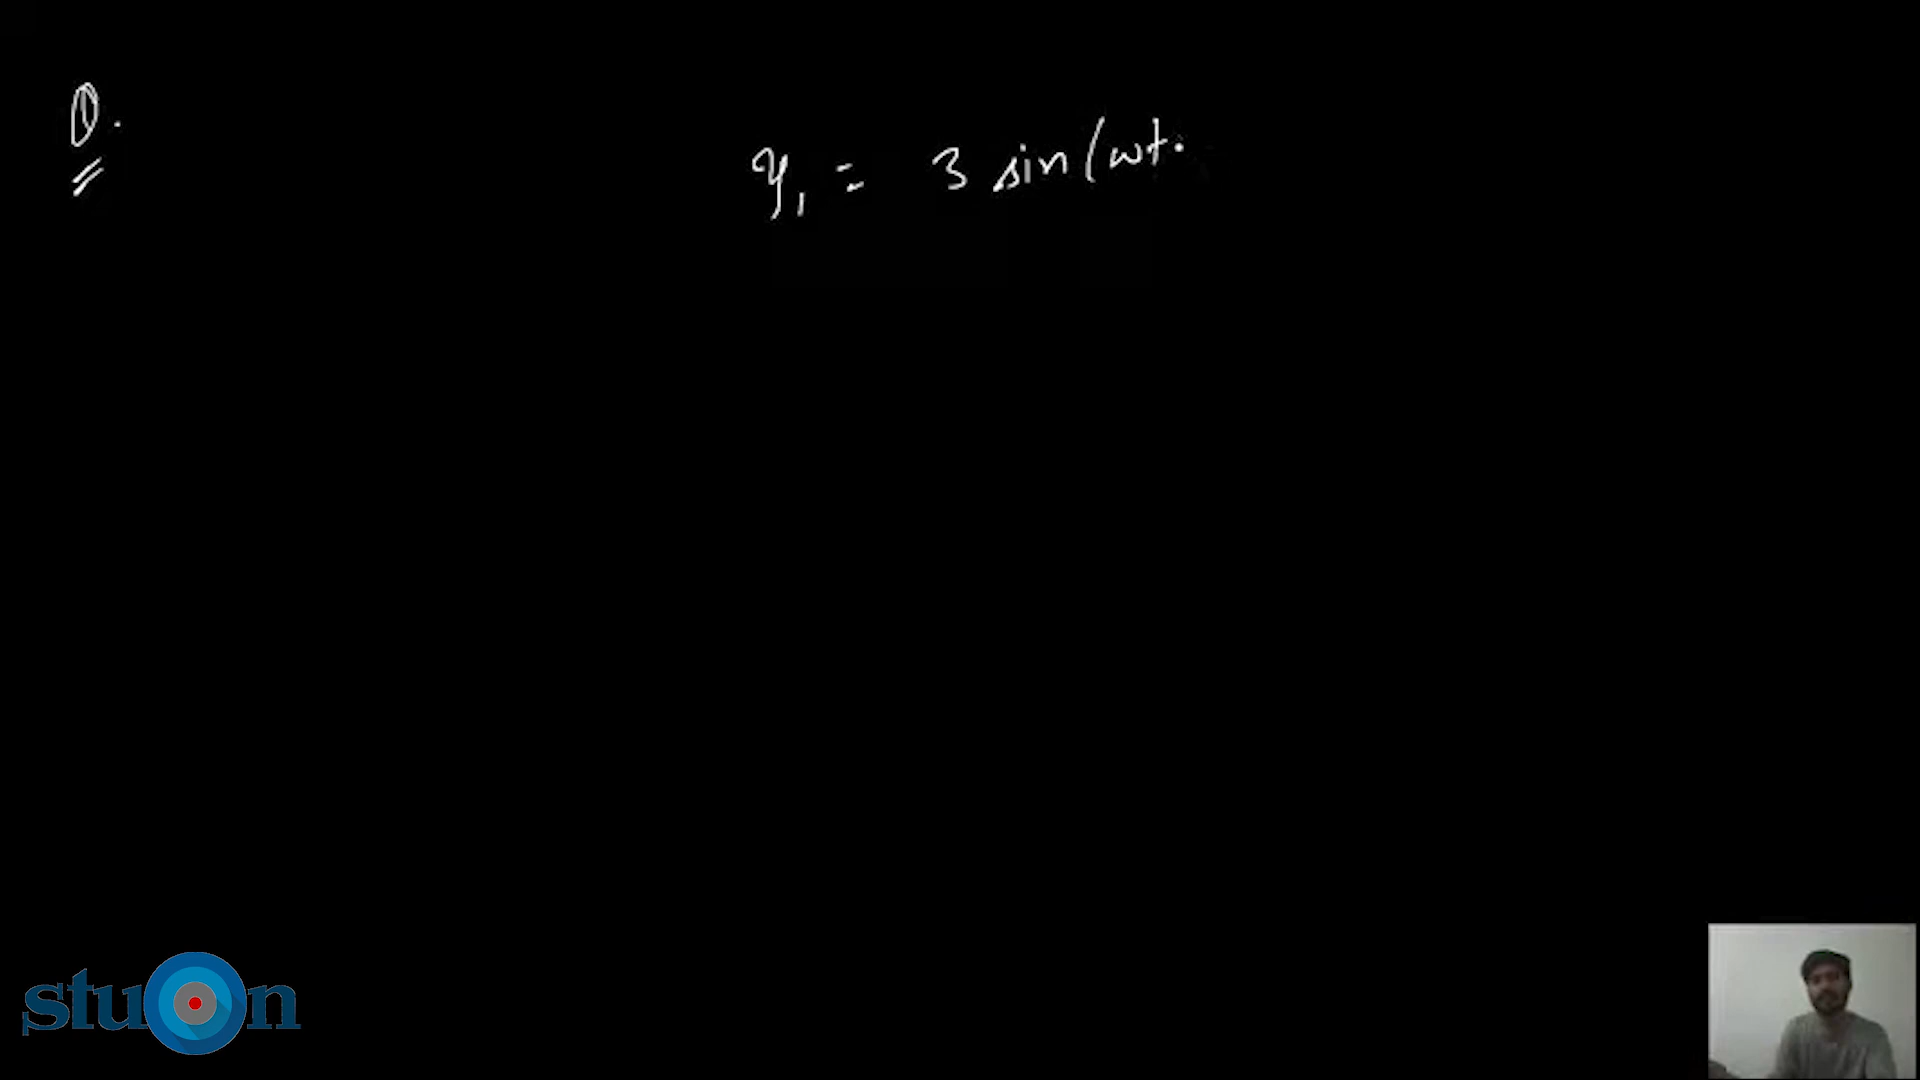 Q.
y₁ = 3 sin(ωt.
stuOn